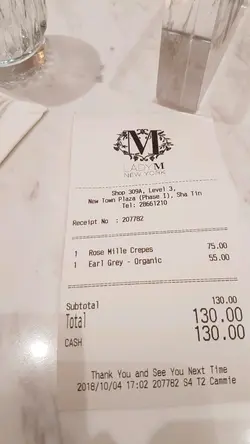 M
LADY M
NEW YORK
Shop 309A, Level 3,
New Town Plaza (Phase 1), Sha Tin
Tel: 28661210
Receipt No : 207782
1 Rose Mille Crepes 75.00
1 Earl Grey - Organic 55.00
Subtotal 130.00
Total 130.00
CASH 130.00
Thank You and See You Next Time
2018/10/04 17:02 207782 S4 T2 Cammie